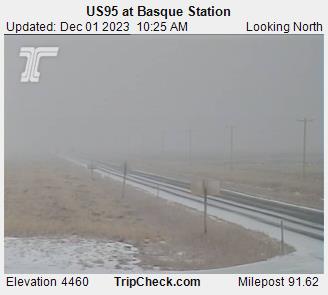 US95 at Basque Station
Updated: Dec 01 2023 10:25 AM Looking North
Elevation 4460 TripCheck.com Milepost 91.62